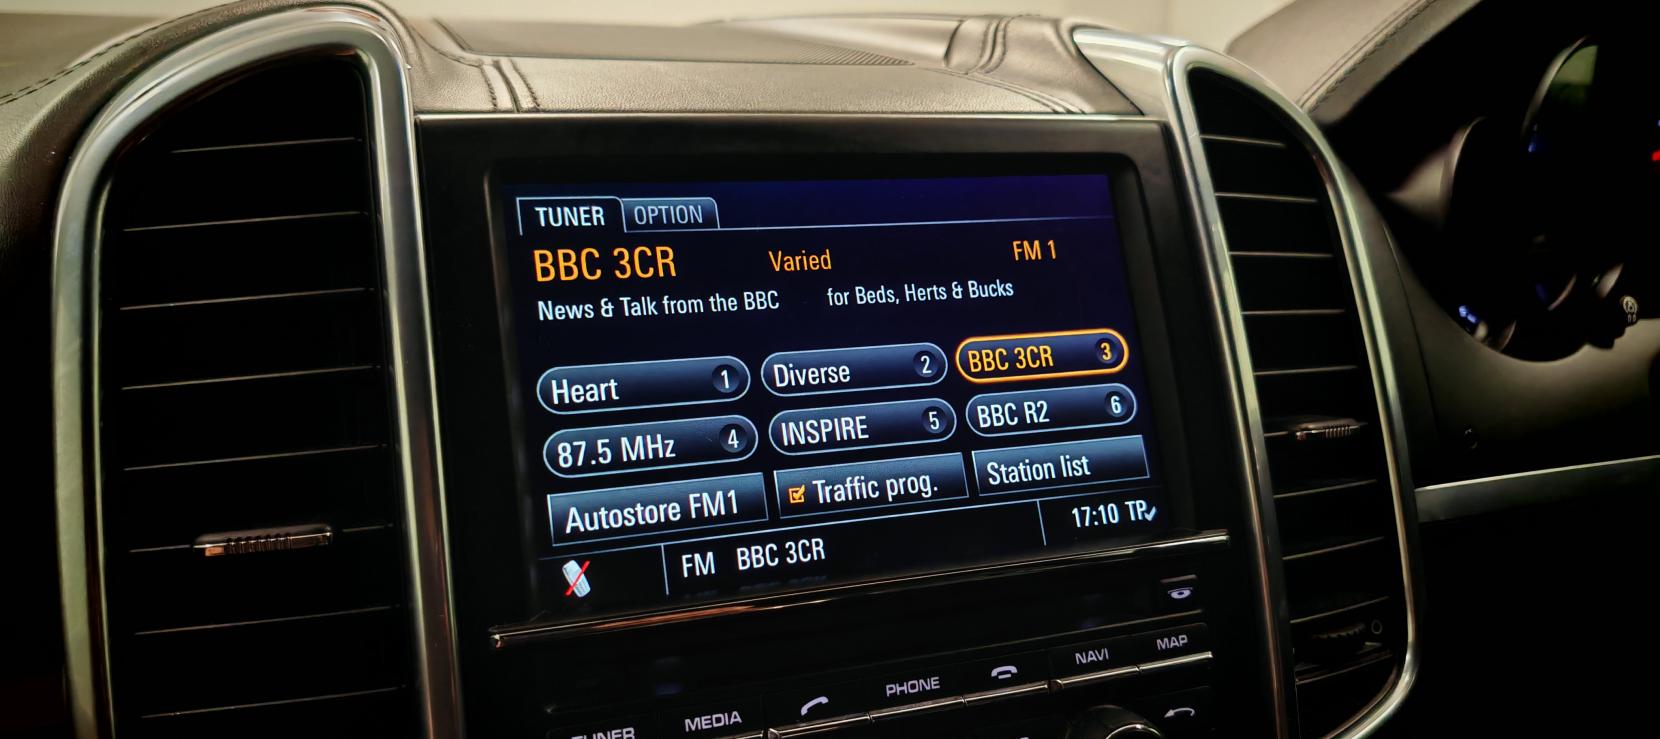 TUNER OPTION
BBC 3CR Varied FM 1
News & Talk from the BBC for Beds, Herts & Bucks
Heart 1 Diverse 2 BBC 3CR 3
87.5 MHz 4 INSPIRE 5 BBC R2 6
Autostore FM1 Traffic prog. Station list
FM BBC 3CR 17:10 TP
TUNER MEDIA PHONE NAVI MAP